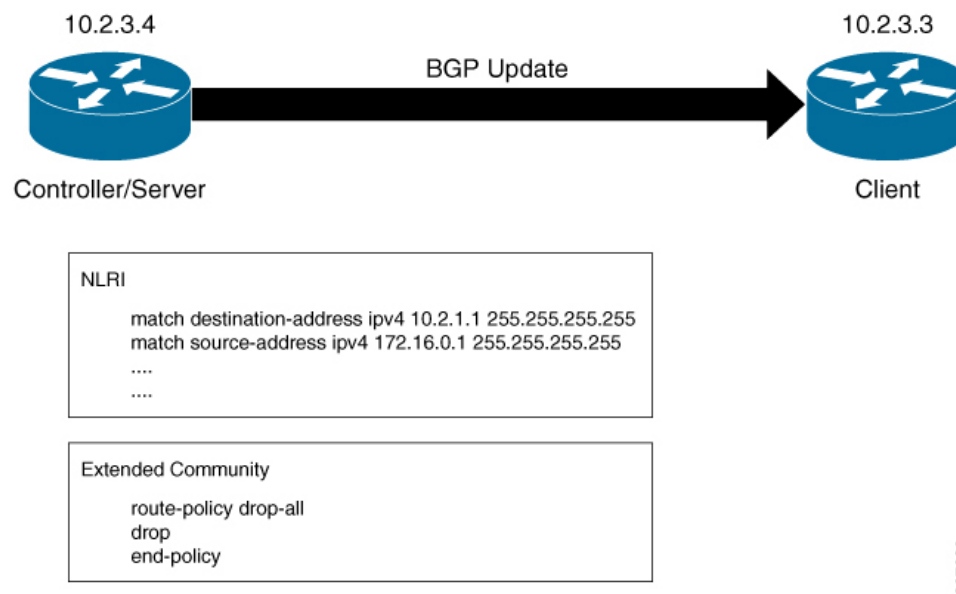 10.2.3.4
10.2.3.3
BGP Update
Controller/Server
Client
NLRI
match destination-address ipv4 10.2.1.1 255.255.255.255
match source-address ipv4 172.16.0.1 255.255.255.255
....
....
Extended Community
route-policy drop-all
drop
end-policy